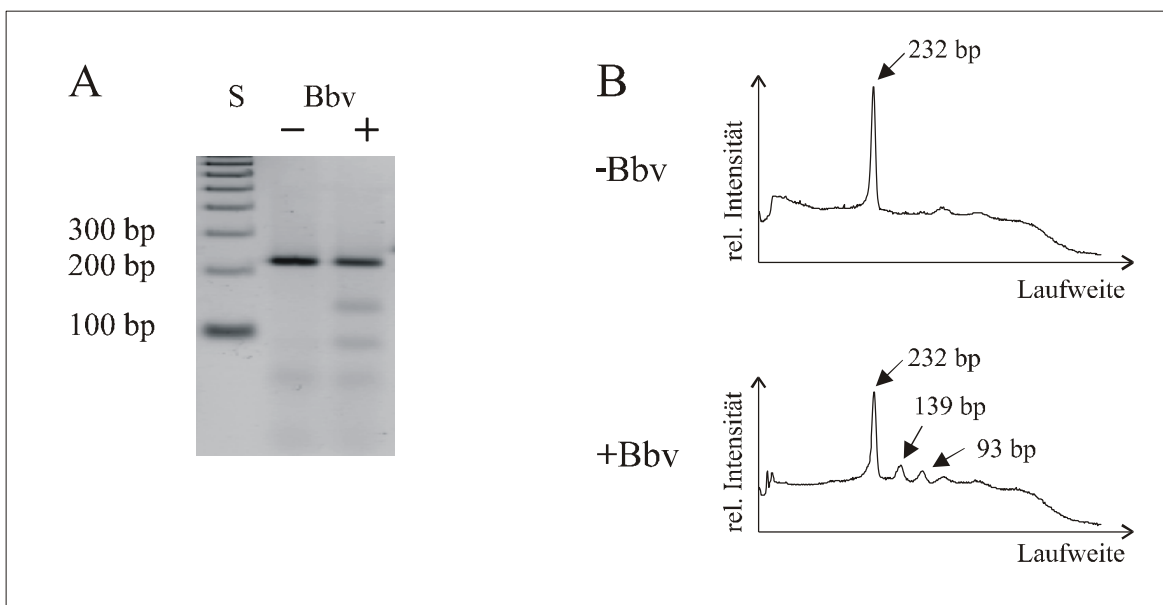 A
S
Bbv
− +
300 bp
200 bp
100 bp
B
-Bbv
232 bp
rel. Intensität
Laufweite
+Bbv
232 bp
139 bp
93 bp
rel. Intensität
Laufweite